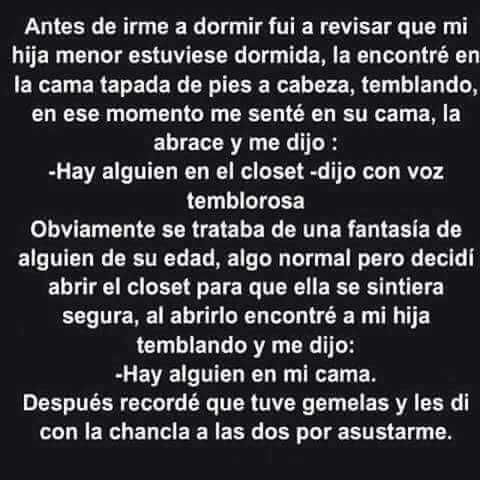 Antes de irme a dormir fui a revisar que mi
hija menor estuviese dormida, la encontré en
la cama tapada de pies a cabeza, temblando,
en ese momento me senté en su cama, la
abrace y me dijo :
-Hay alguien en el closet -dijo con voz
temblorosa
Obviamente se trataba de una fantasía de
alguien de su edad, algo normal pero decidí
abrir el closet para que ella se sintiera
segura, al abrirlo encontré a mi hija
temblando y me dijo:
-Hay alguien en mi cama.
Después recordé que tuve gemelas y les di
con la chancla a las dos por asustarme.